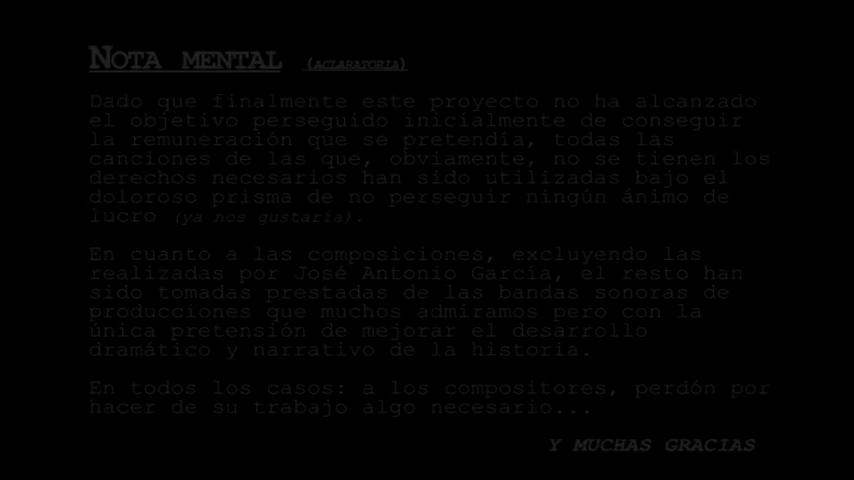 NOTA MENTAL (ACLARATORIA)
Dado que finalmente este proyecto no ha alcanzado
el objetivo perseguido inicialmente de conseguir
la remuneración que se pretendía, todas las
canciones de las que, obviamente, no se tienen los
derechos necesarios han sido utilizadas bajo el
doloroso prisma de no perseguir ningún ánimo de
lucro (ya nos gustaría).
En cuanto a las composiciones, excluyendo las
realizadas por José Antonio García, el resto han
sido tomadas prestadas de las bandas sonoras de
producciones que muchos admiramos pero con la
única pretensión de mejorar el desarrollo
dramático y narrativo de la historia.
En todos los casos: a los compositores, perdón por
hacer de su trabajo algo necesario...
Y MUCHAS GRACIAS